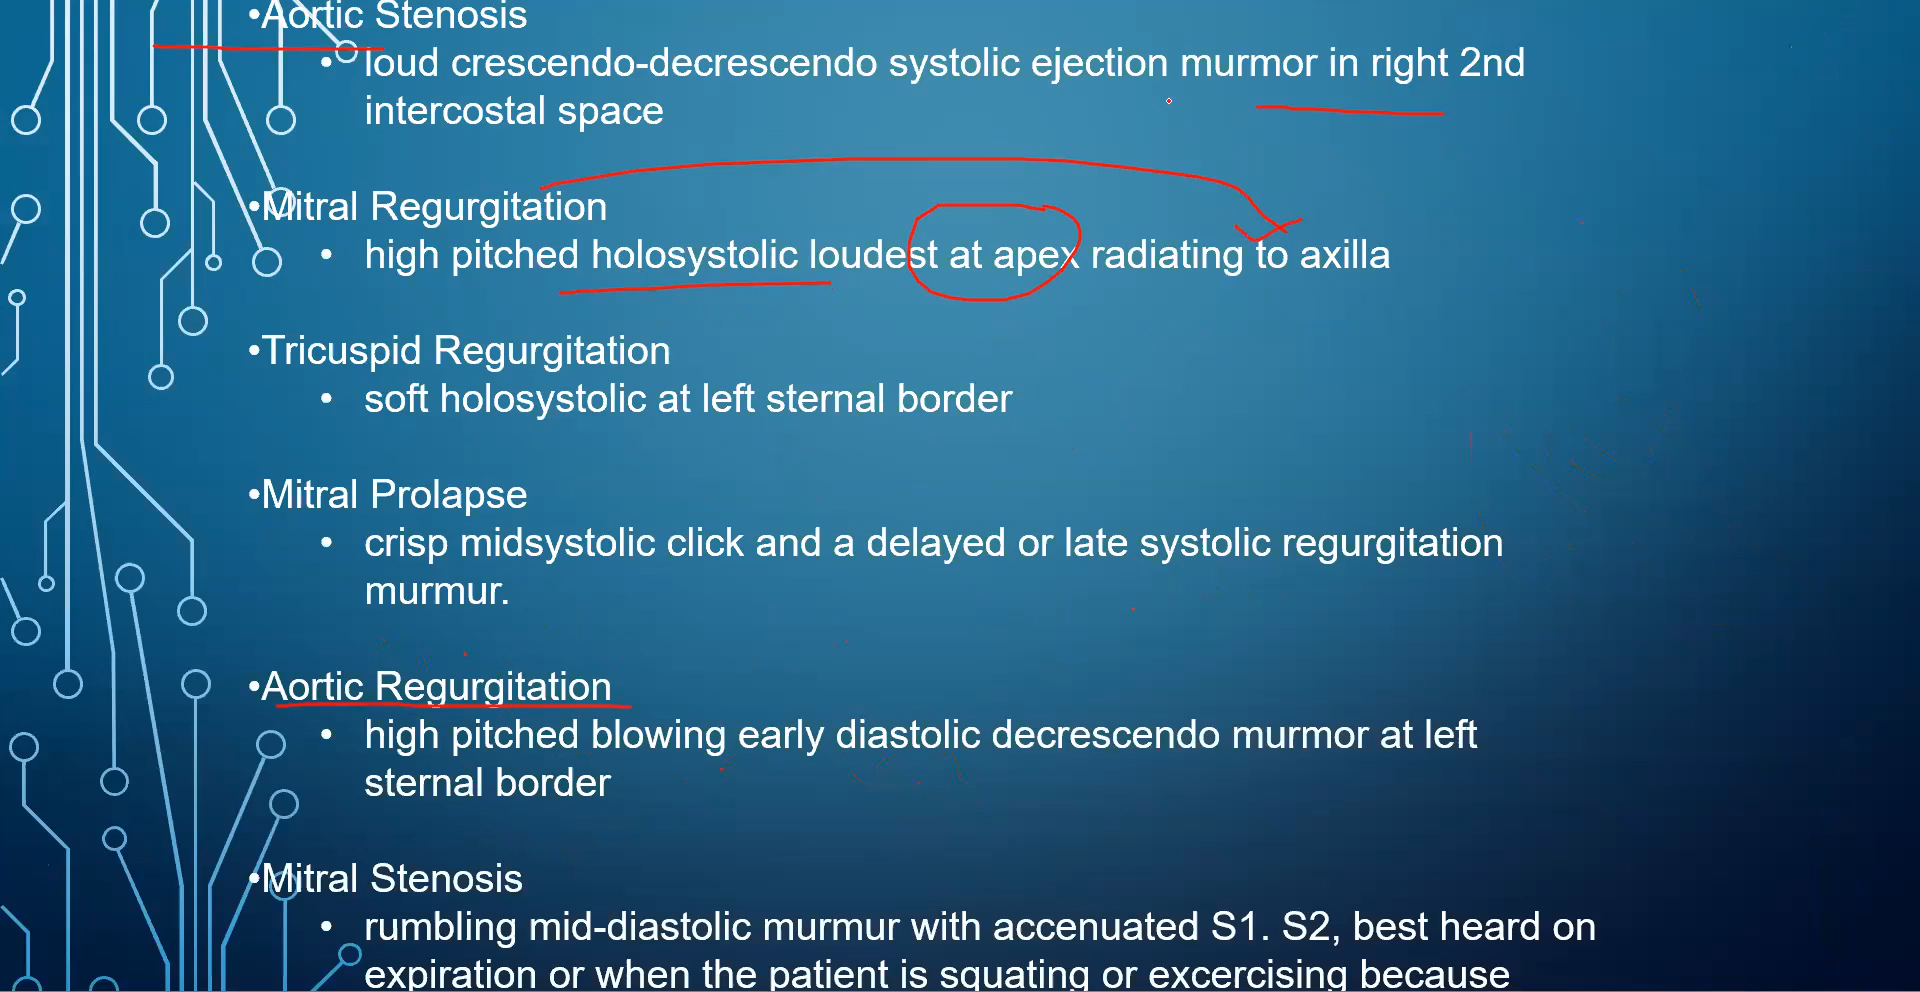 •Aortic Stenosis
• loud crescendo-decrescendo systolic ejection murmor in right 2nd
intercostal space
•Mitral Regurgitation
• high pitched holosystolic loudest at apex radiating to axilla
•Tricuspid Regurgitation
• soft holosystolic at left sternal border
•Mitral Prolapse
• crisp midsystolic click and a delayed or late systolic regurgitation
murmur.
•Aortic Regurgitation
• high pitched blowing early diastolic decrescendo murmor at left
sternal border
•Mitral Stenosis
• rumbling mid-diastolic murmur with accenuated S1. S2, best heard on
expiration or when the patient is squating or excercising because